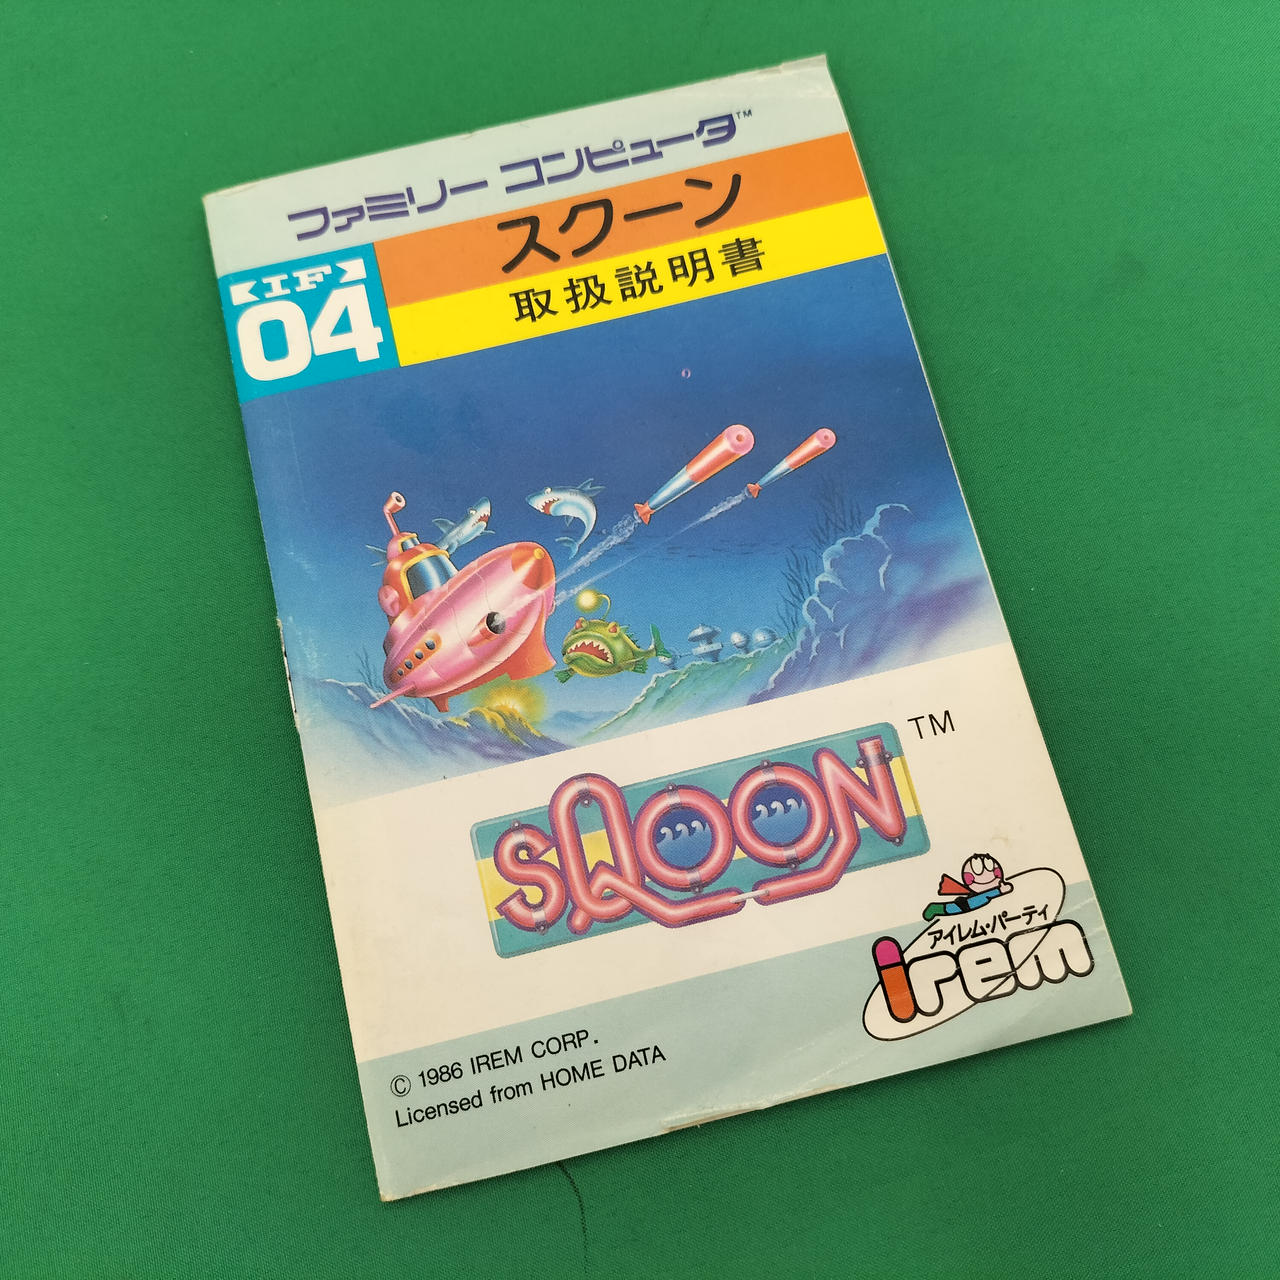 ファミリー コンピュータ™
スクーン
取扱説明書
IF
04
SQOON TM
アイレム・パーティ
irem
© 1986 IREM CORP.
Licensed from HOME DATA